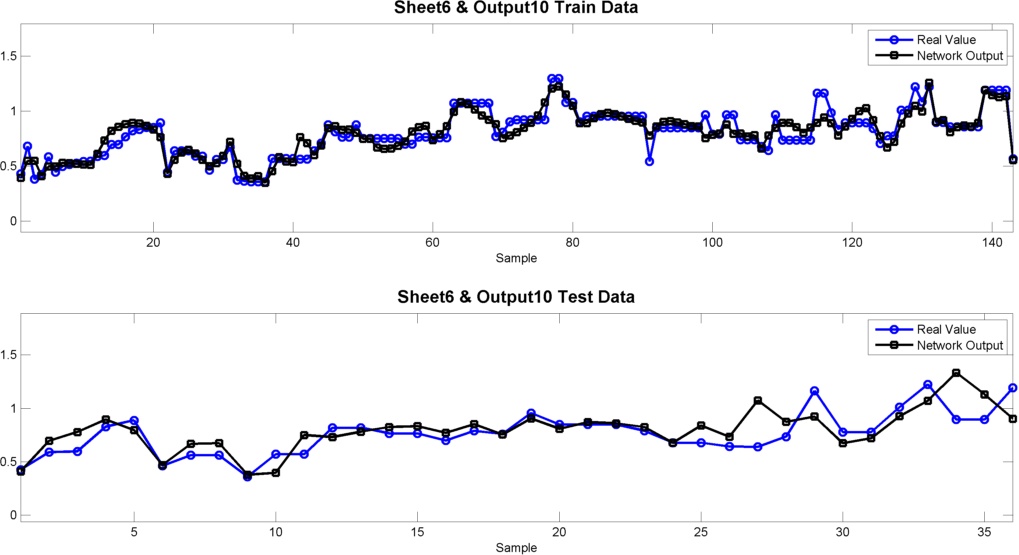 Sheet6 & Output10 Train Data
Real Value
Network Output
1.5
1
0.5
0
20 40 60 80 100 120 140
Sample
Sheet6 & Output10 Test Data
Real Value
Network Output
1.5
1
0.5
0
5 10 15 20 25 30 35
Sample